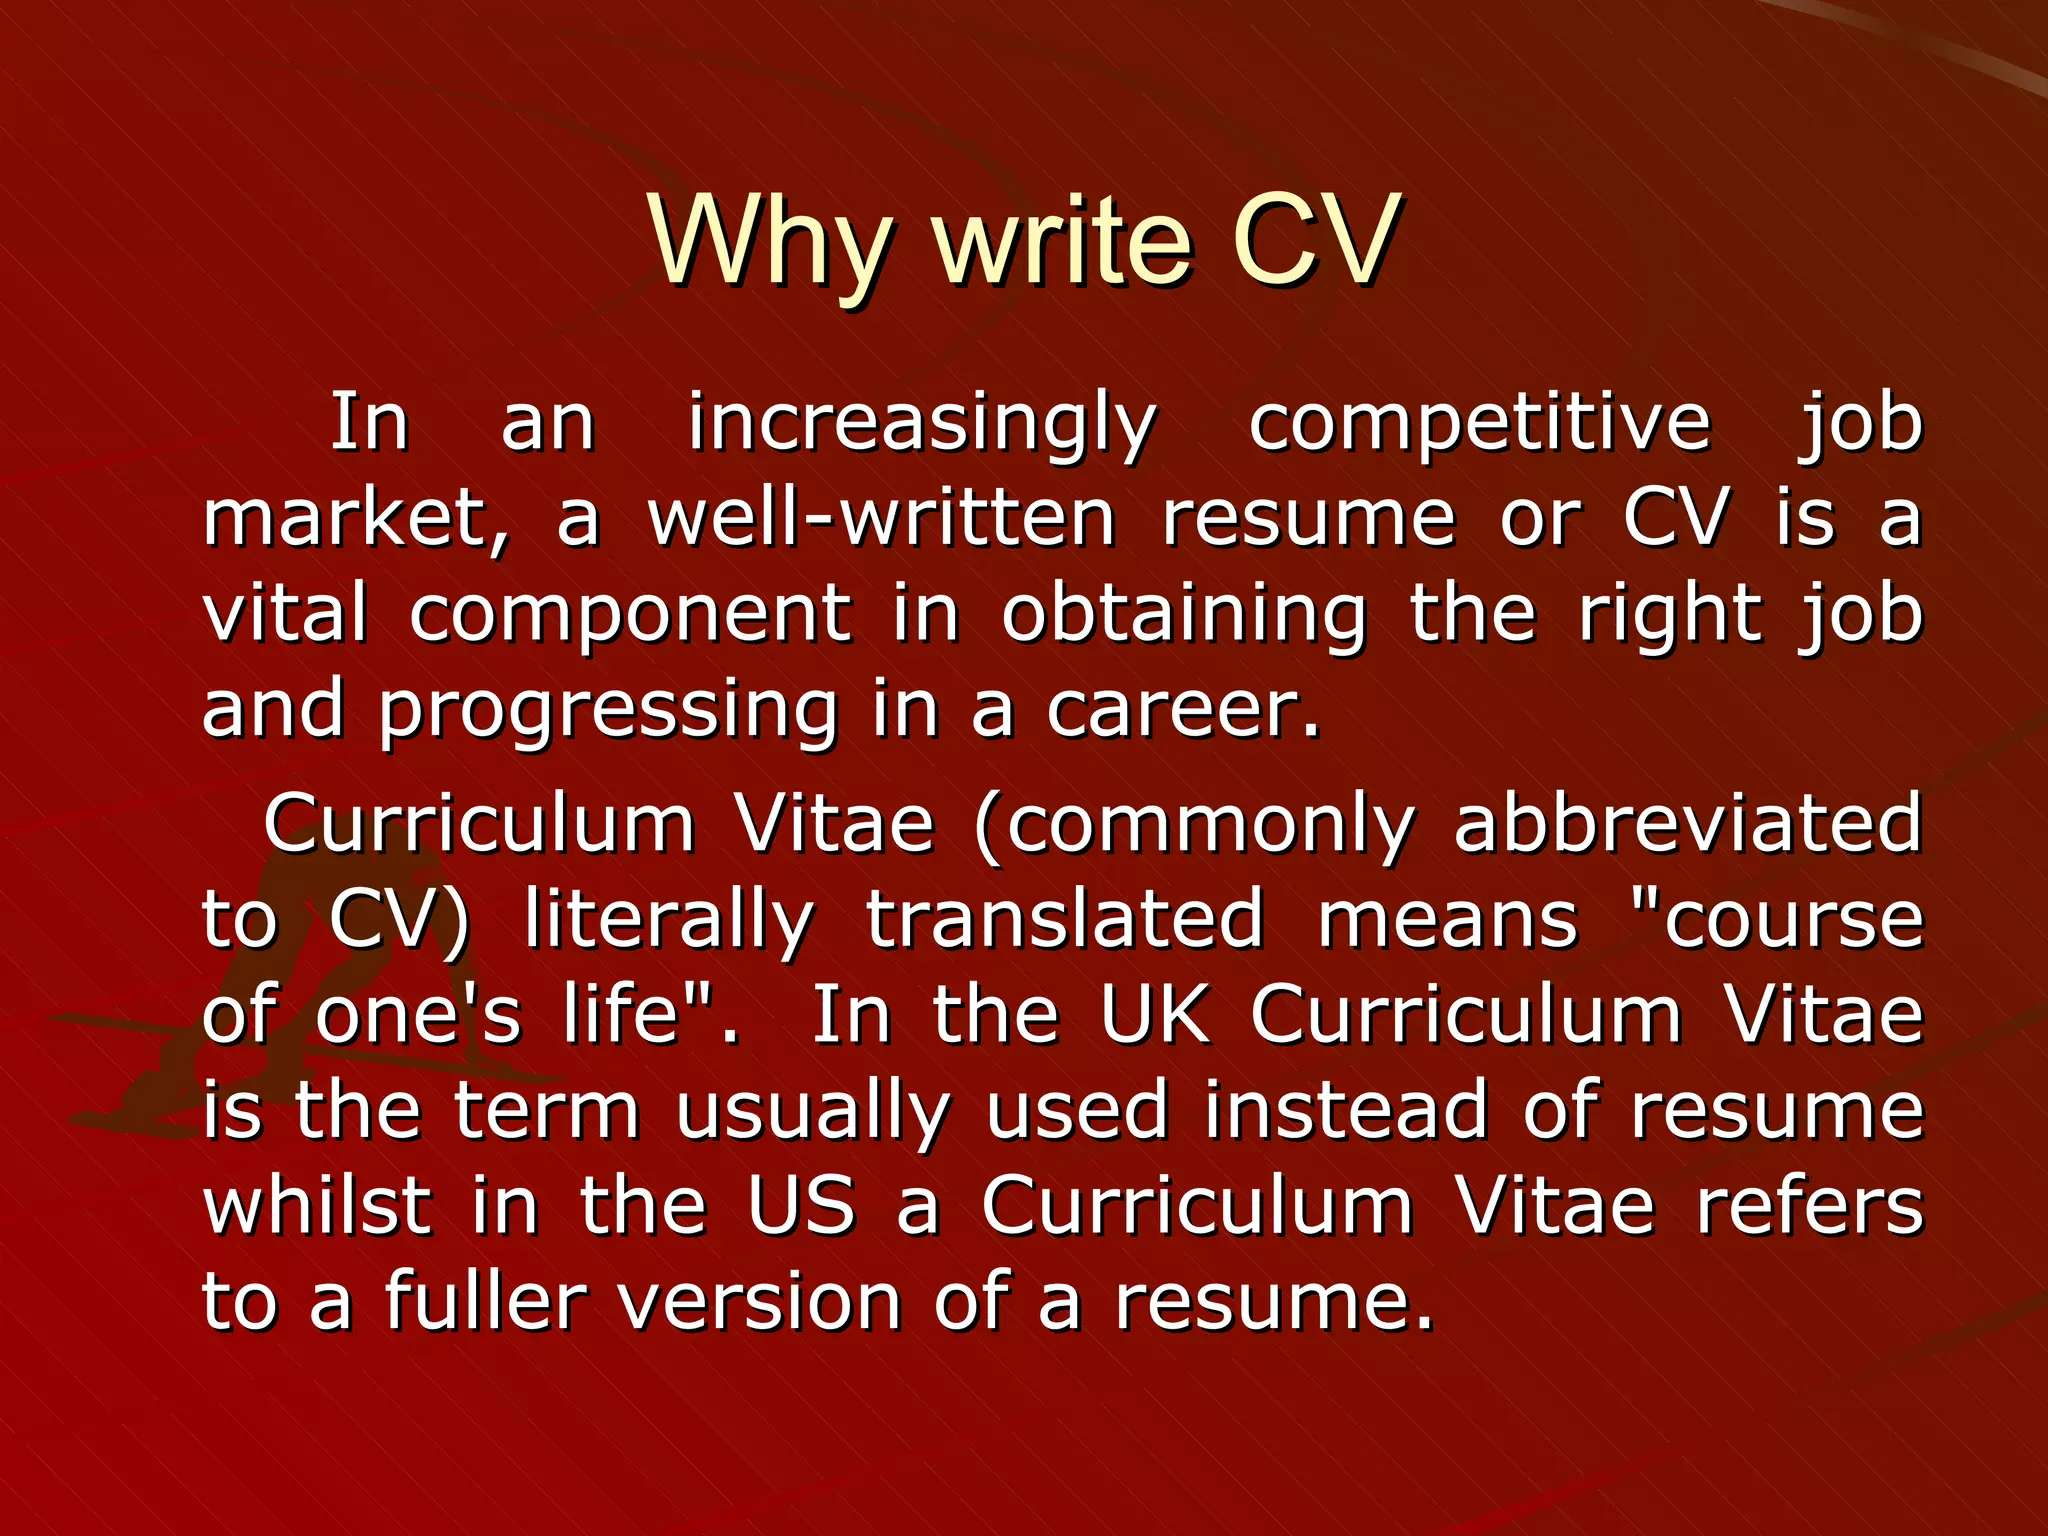 Why write CV
In an increasingly competitive job
market, a well-written resume or CV is a
vital component in obtaining the right job
and progressing in a career.
Curriculum Vitae (commonly abbreviated
to CV) literally translated means "course
of one's life". In the UK Curriculum Vitae
is the term usually used instead of resume
whilst in the US a Curriculum Vitae refers
to a fuller version of a resume.